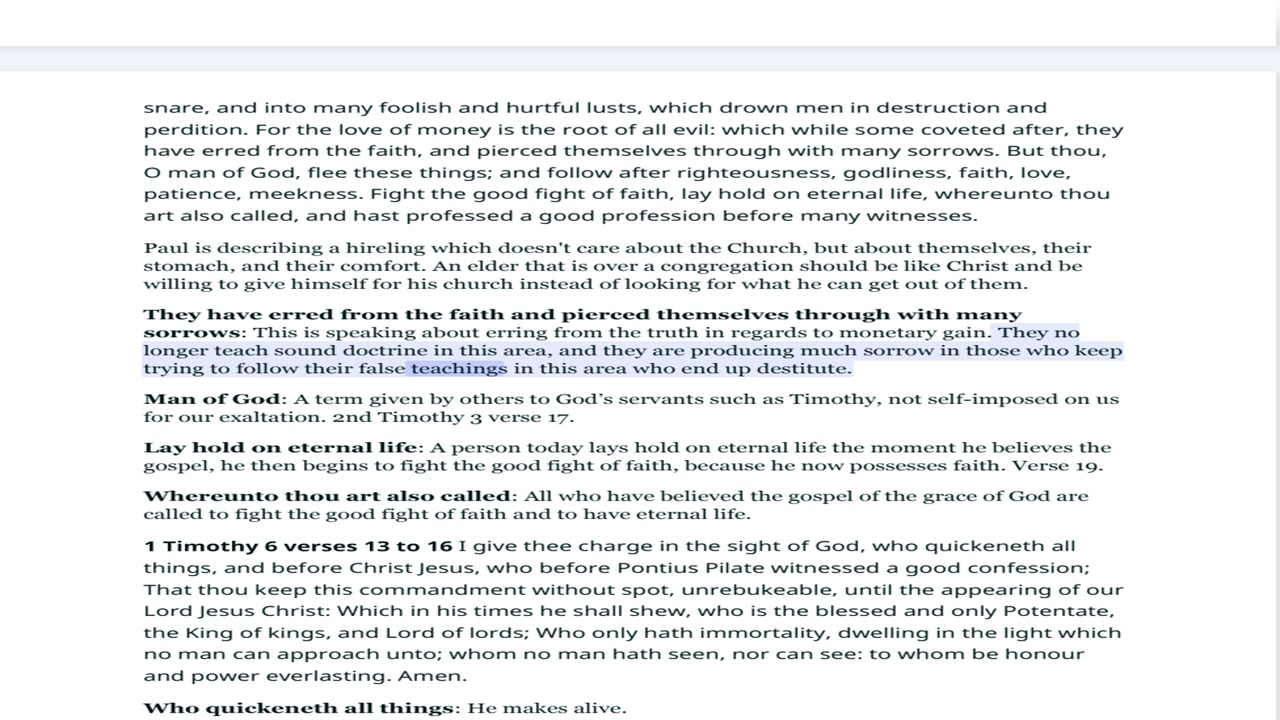 snare, and into many foolish and hurtful lusts, which drown men in destruction and
perdition. For the love of money is the root of all evil: which while some coveted after, they
have erred from the faith, and pierced themselves through with many sorrows. But thou,
O man of God, flee these things; and follow after righteousness, godliness, faith, love,
patience, meekness. Fight the good fight of faith, lay hold on eternal life, whereunto thou
art also called, and hast professed a good profession before many witnesses.
Paul is describing a hireling which doesn't care about the Church, but about themselves, their
stomach, and their comfort. An elder that is over a congregation should be like Christ and be
willing to give himself for his church instead of looking for what he can get out of them.
They have erred from the faith and pierced themselves through with many
sorrows: This is speaking about erring from the truth in regards to monetary gain. They no
longer teach sound doctrine in this area, and they are producing much sorrow in those who keep
trying to follow their false teachings in this area who end up destitute.
Man of God: A term given by others to God’s servants such as Timothy, not self-imposed on us
for our exaltation. 2nd Timothy 3 verse 17.
Lay hold on eternal life: A person today lays hold on eternal life the moment he believes the
gospel, he then begins to fight the good fight of faith, because he now possesses faith. Verse 19.
Whereunto thou art also called: All who have believed the gospel of the grace of God are
called to fight the good fight of faith and to have eternal life.
1 Timothy 6 verses 13 to 16 I give thee charge in the sight of God, who quickeneth all
things, and before Christ Jesus, who before Pontius Pilate witnessed a good confession;
That thou keep this commandment without spot, unrebukeable, until the appearing of our
Lord Jesus Christ: Which in his times he shall shew, who is the blessed and only Potentate,
the King of kings, and Lord of lords; Who only hath immortality, dwelling in the light which
no man can approach unto; whom no man hath seen, nor can see: to whom be honour
and power everlasting. Amen.
Who quickeneth all things: He makes alive.